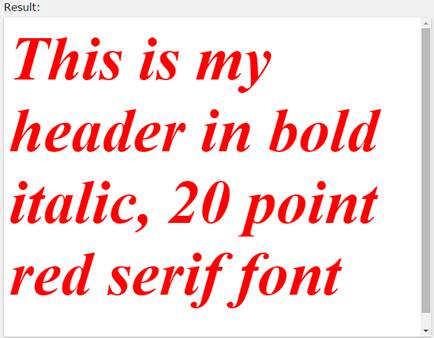 Result:
This is my
header in bold
italic, 20 point
red serif font